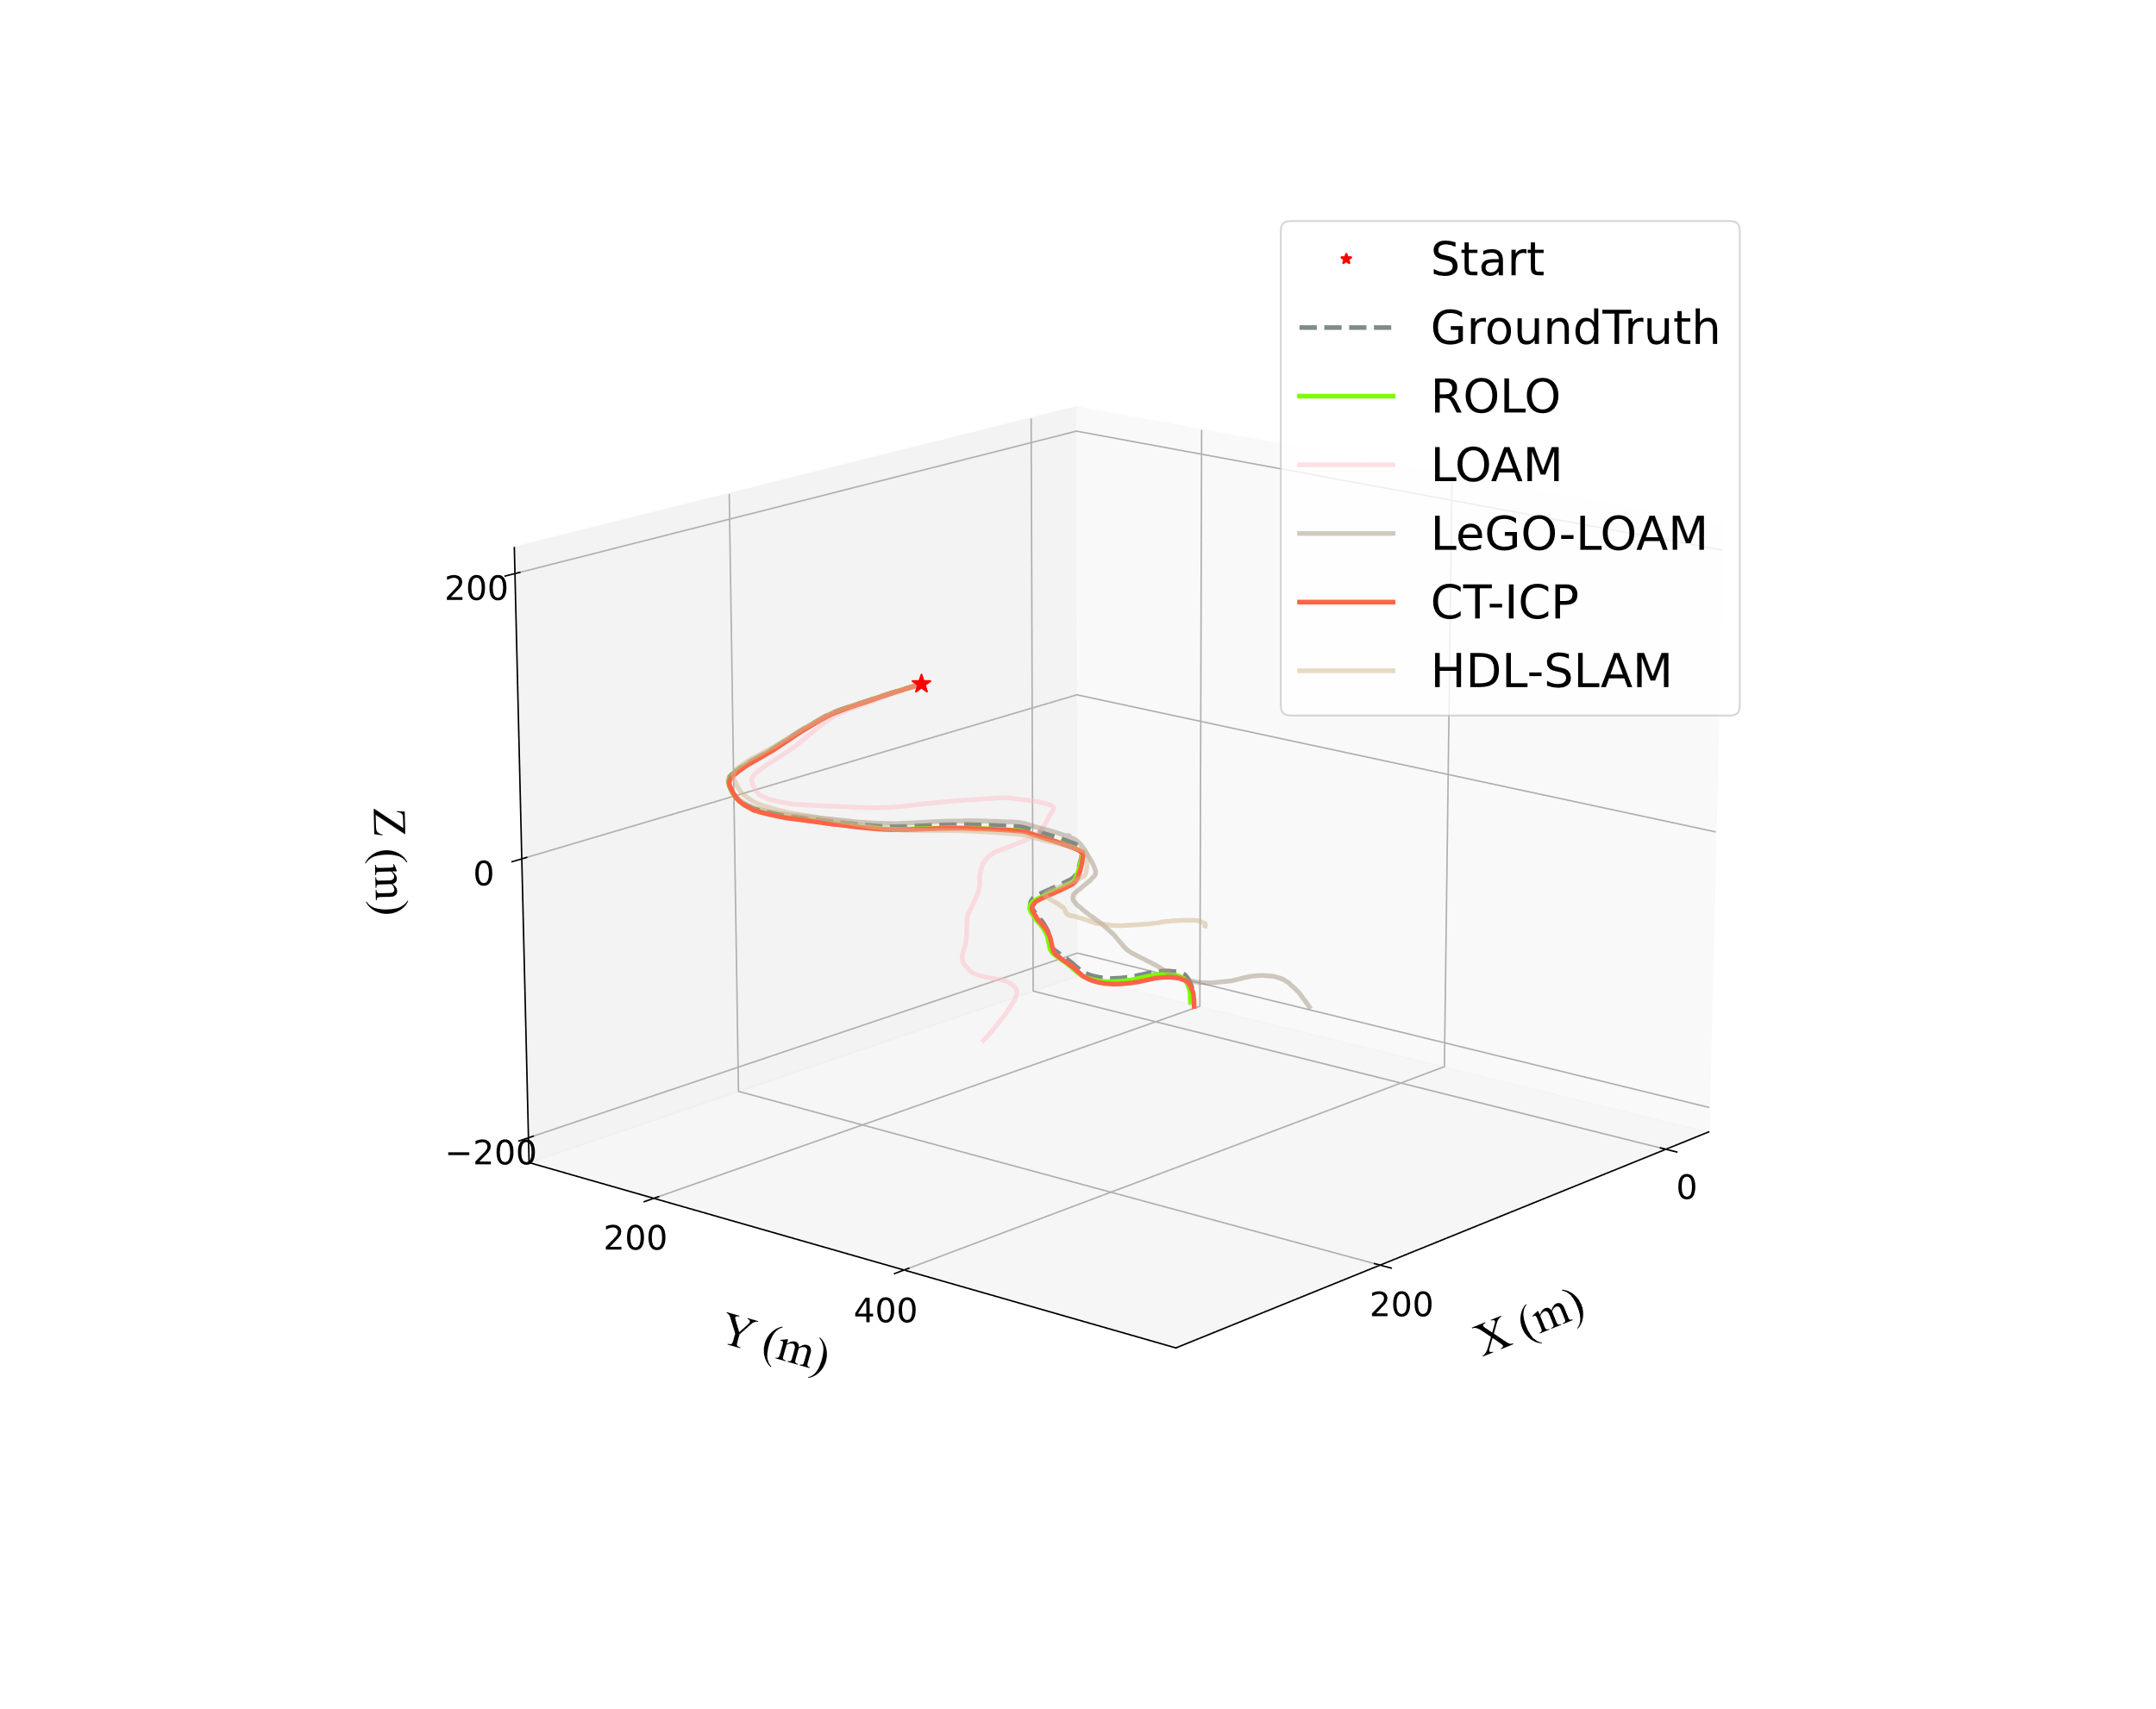 Start
GroundTruth
ROLO
LOAM
LeGO-LOAM
CT-ICP
HDL-SLAM
200
0
−200
Z (m)
200
400
Y (m)
0
200
X (m)